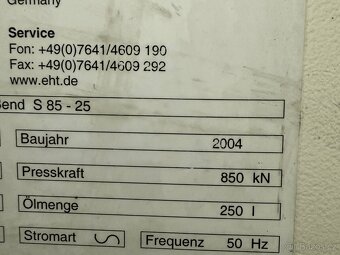 Germany
Service
Fon: +49(0)7641/4609 190
Fax: +49(0)7641/4609 292
www.eht.de
Bend S 85 - 25
Baujahr 2004
Presskraft 850 kN
Ölmenge 250 l
Stromart Frequenz 50 Hz